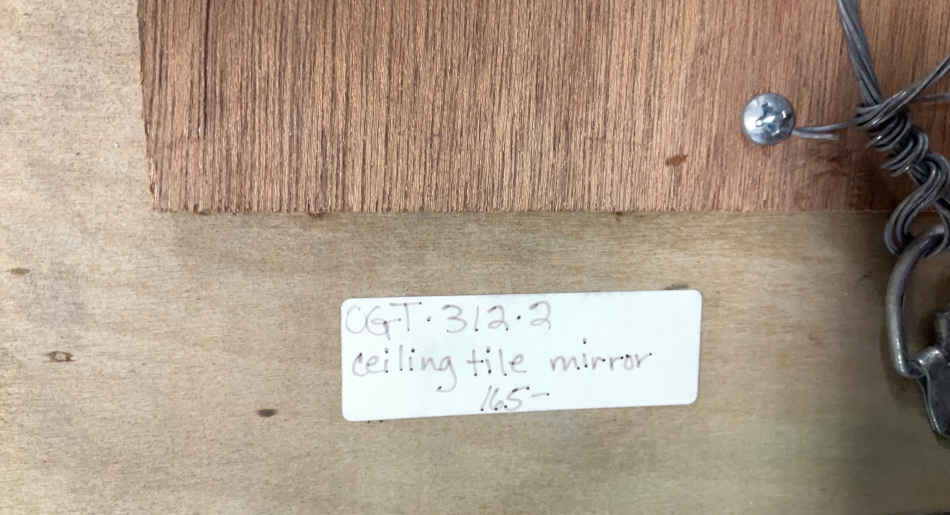 CGT·312·2
ceiling tile mirror
165-